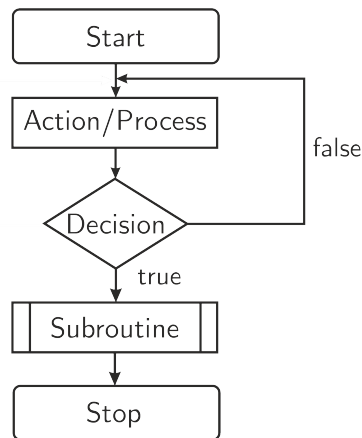 Start
Action/Process
false
Decision
true
Subroutine
Stop